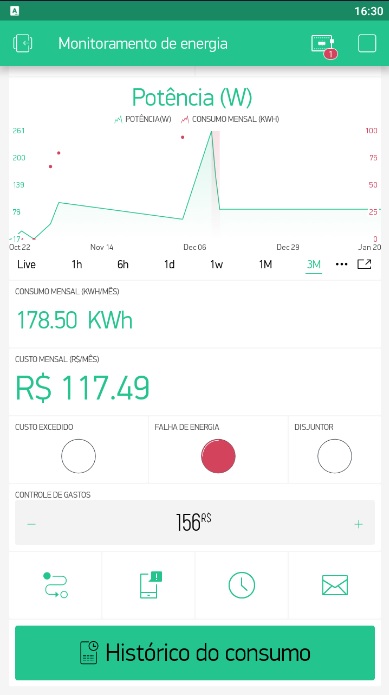 A 16:30
Monitoramento de energia
1
Potência (W)
POTÊNCIA(W) CONSUMO MENSAL (KWH)
261 100
200 75
139 50
78 25
-17 0
Oct 22 Nov 14 Dec 06 Dec 29 Jan 20
Live 1h 6h 1d 1w 1M 3M
CONSUMO MENSAL (KWH/MÊS)
178.50 KWh
CUSTO MENSAL (R$/MÊS)
R$ 117.49
CUSTO EXCEDIDO FALHA DE ENERGIA DISJUNTOR
CONTROLE DE GASTOS
− 156R$ +
!
Histórico do consumo